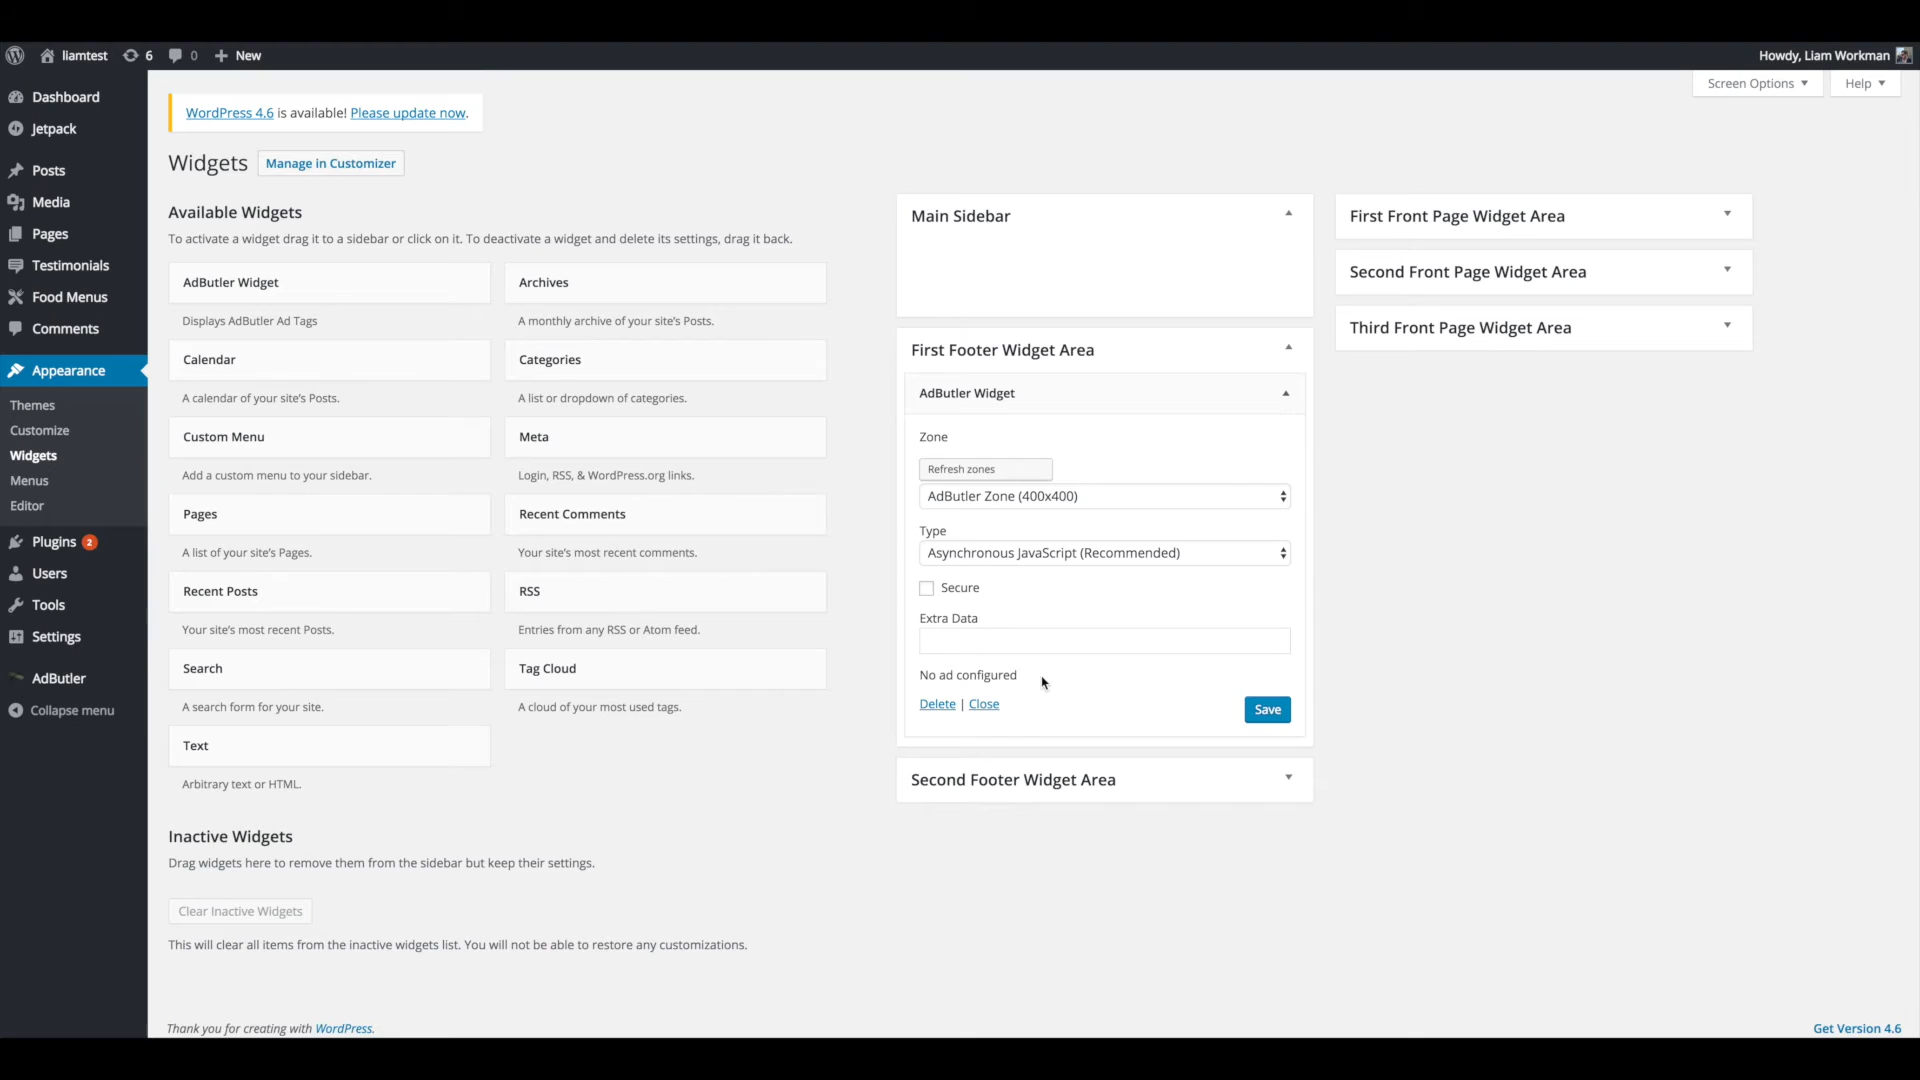 liamtest 6 0 New
Howdy, Liam Workman
Dashboard
Jetpack
Posts
Media
Pages
Testimonials
Food Menus
Comments
Appearance
Themes
Customize
Widgets
Menus
Editor
Plugins 2
Users
Tools
Settings
AdButler
Collapse menu
Screen Options
Help
WordPress 4.6 is available! Please update now.
Widgets
Manage in Customizer
Available Widgets
To activate a widget drag it to a sidebar or click on it. To deactivate a widget and delete its settings, drag it back.
AdButler Widget
Displays AdButler Ad Tags
Archives
A monthly archive of your site's Posts.
Calendar
A calendar of your site's Posts.
Categories
A list or dropdown of categories.
Custom Menu
Add a custom menu to your sidebar.
Meta
Login, RSS, & WordPress.org links.
Pages
A list of your site's Pages.
Recent Comments
Your site's most recent comments.
Recent Posts
Your site's most recent Posts.
RSS
Entries from any RSS or Atom feed.
Search
A search form for your site.
Tag Cloud
A cloud of your most used tags.
Text
Arbitrary text or HTML.
Inactive Widgets
Drag widgets here to remove them from the sidebar but keep their settings.
Clear Inactive Widgets
This will clear all items from the inactive widgets list. You will not be able to restore any customizations.
Main Sidebar
First Footer Widget Area
AdButler Widget
Zone
Refresh zones
AdButler Zone (400x400)
Type
Asynchronous JavaScript (Recommended)
Secure
Extra Data
No ad configured
Delete | Close
Save
Second Footer Widget Area
First Front Page Widget Area
Second Front Page Widget Area
Third Front Page Widget Area
Thank you for creating with WordPress.
Get Version 4.6